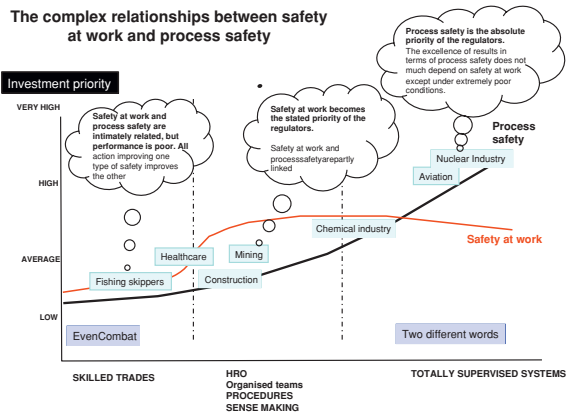 The complex relationships between safety
at work and process safety
Investment priority
VERY HIGH
HIGH
AVERAGE
LOW
Safety at work and
process safety are
intimately related, but
performance is poor. All
action improving one
type of safety improves
the other
Safety at work becomes
the stated priority of the
regulators.
Safety at work and
processsafetyarepartly
linked
Process safety is the absolute
priority of the regulators.
The excellence of results in
terms of process safety does not
much depend on safety at work
except under extremely poor
conditions.
Process
safety
Nuclear Industry
Aviation
Chemical industry
Safety at work
Healthcare
Mining
Fishing skippers
Construction
EvenCombat
Two different words
SKILLED TRADES
HRO
Organised teams
PROCEDURES
SENSE MAKING
TOTALLY SUPERVISED SYSTEMS